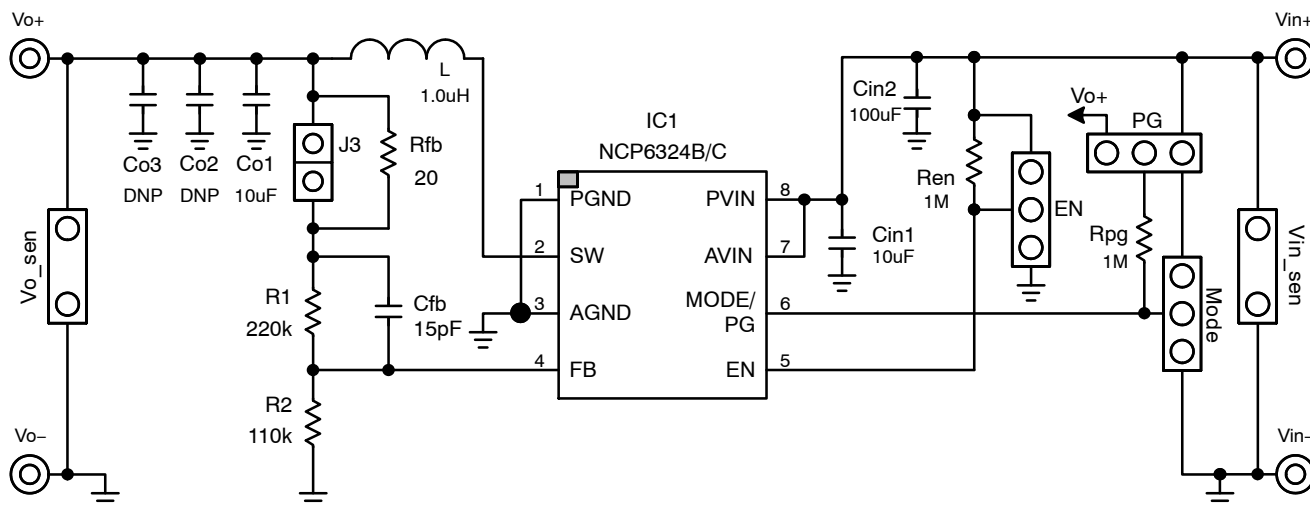 Vo+
Vin+
L
1.0uH
Co3
DNP
Co2
DNP
Co1
10uF
J3
Rfb
20
IC1
NCP6324B/C
Cin2
100uF
Vo+
PG
Ren
1M
EN
Rpg
1M
Cin1
10uF
1
PGND
PVIN
8
2
SW
AVIN
7
3
AGND
MODE/
PG
6
4
FB
EN
5
Vo_sen
R1
220k
Cfb
15pF
R2
110k
Mode
Vin_sen
Vo–
Vin–